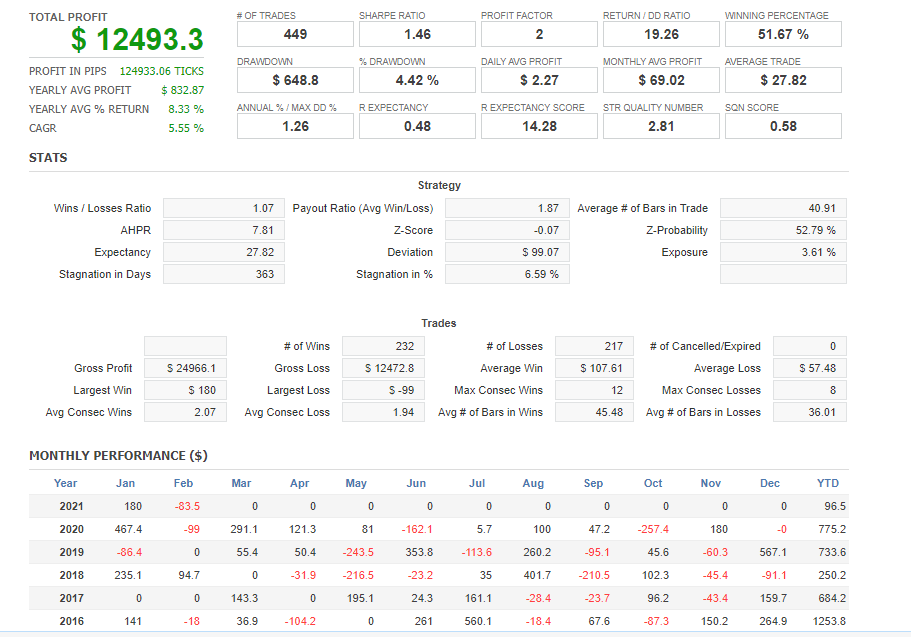 TOTAL PROFIT
$ 12493.3
PROFIT IN PIPS 124933.06 TICKS
YEARLY AVG PROFIT $ 832.87
YEARLY AVG % RETURN 8.33 %
CAGR 5.55 %
# OF TRADES SHARPE RATIO PROFIT FACTOR RETURN / DD RATIO WINNING PERCENTAGE
449 1.46 2 19.26 51.67 %
DRAWDOWN % DRAWDOWN DAILY AVG PROFIT MONTHLY AVG PROFIT AVERAGE TRADE
$ 648.8 4.42 % $ 2.27 $ 69.02 $ 27.82
ANNUAL % / MAX DD % R EXPECTANCY R EXPECTANCY SCORE STR QUALITY NUMBER SQN SCORE
1.26 0.48 14.28 2.81 0.58
STATS
Strategy
Wins / Losses Ratio 1.07 Payout Ratio (Avg Win/Loss) 1.87 Average # of Bars in Trade 40.91
AHPR 7.81 Z-Score -0.07 Z-Probability 52.79 %
Expectancy 27.82 Deviation $ 99.07 Exposure 3.61 %
Stagnation in Days 363 Stagnation in % 6.59 %
Trades
# of Wins 232 # of Losses 217 # of Cancelled/Expired 0
Gross Profit $ 24966.1 Gross Loss $ 12472.8 Average Win $ 107.61 Average Loss $ 57.48
Largest Win $ 180 Largest Loss $ -99 Max Consec Wins 12 Max Consec Losses 8
Avg Consec Wins 2.07 Avg Consec Loss 1.94 Avg # of Bars in Wins 45.48 Avg # of Bars in Losses 36.01
MONTHLY PERFORMANCE ($)
Year Jan Feb Mar Apr May Jun Jul Aug Sep Oct Nov Dec YTD
2021 180 -83.5 0 0 0 0 0 0 0 0 0 0 96.5
2020 467.4 -99 291.1 121.3 81 -162.1 5.7 100 47.2 -257.4 180 -0 775.2
2019 -86.4 0 55.4 50.4 -243.5 353.8 -113.6 260.2 -95.1 45.6 -60.3 567.1 733.6
2018 235.1 94.7 0 -31.9 -216.5 -23.2 35 401.7 -210.5 102.3 -45.4 -91.1 250.2
2017 0 0 143.3 0 195.1 24.3 161.1 -28.4 -23.7 96.2 -43.4 159.7 684.2
2016 141 -18 36.9 -104.2 0 261 560.1 -18.4 67.6 -87.3 150.2 264.9 1253.8